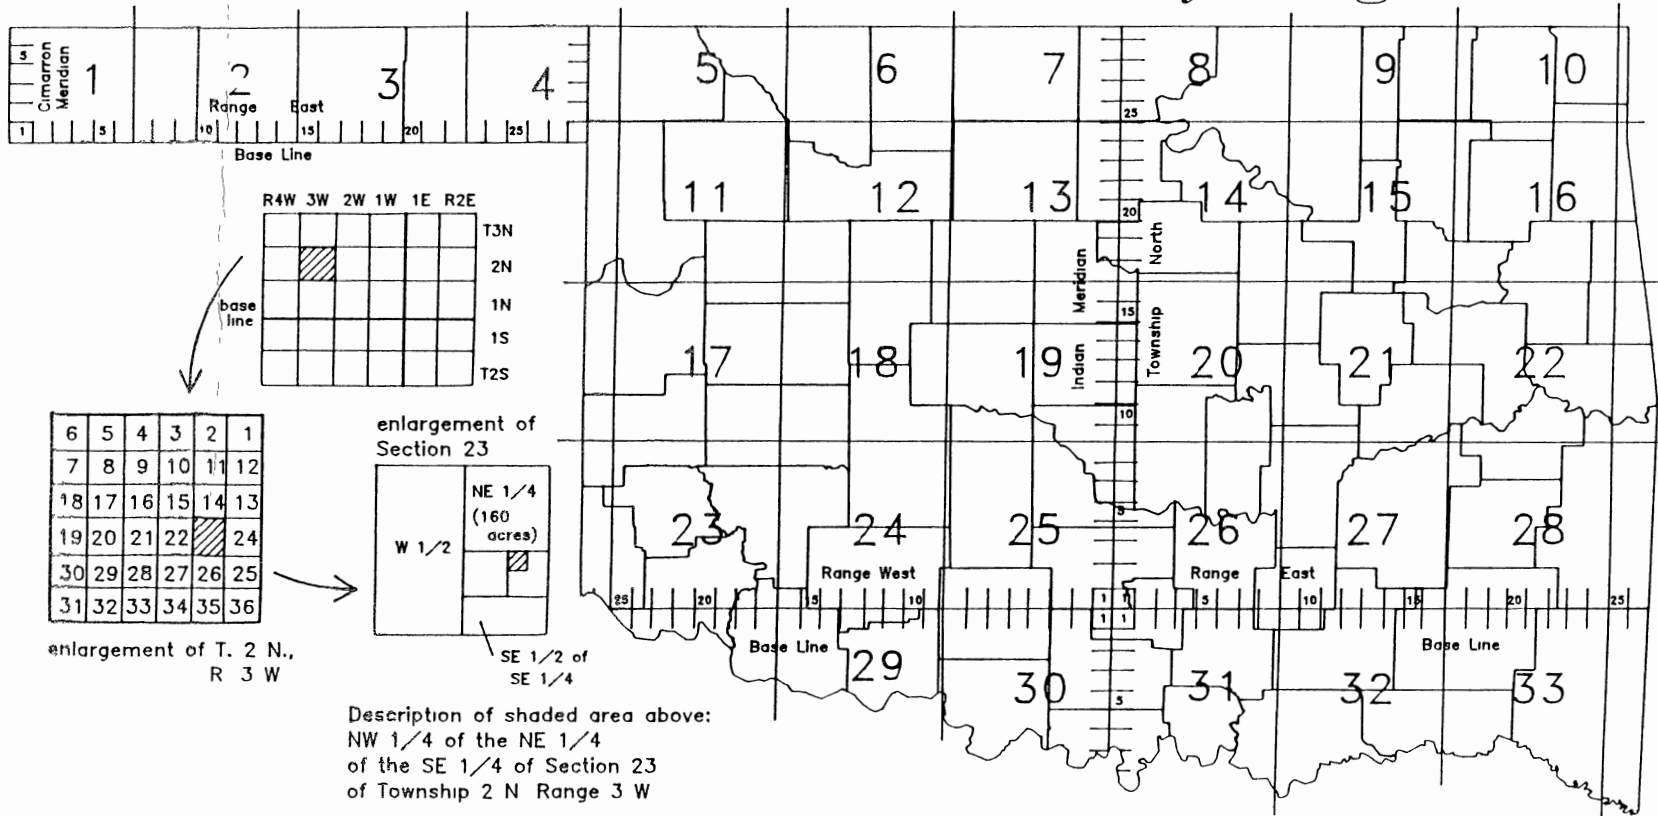 5
Cimarron
Meridian
1 2 3 4 5 6 7 8 9 10
Range East
1 5 10 15 20 25
Base Line
25
11 12 13 14 15 16
20
R4W 3W 2W 1W 1E R2E
T3N
2N
1N
base
line
1S
T2S
Meridian
North
15
Indian
Township
17 18 19 20 21 22
10
6 5 4 3 2 1
7 8 9 10 11 12
18 17 16 15 14 13
19 20 21 22 24
30 29 28 27 26 25
31 32 33 34 35 36
enlargement of T. 2 N.,
R 3 W
enlargement of
Section 23
NE 1/4
(160
acres)
W 1/2
SE 1/2 of
SE 1/4
Description of shaded area above:
NW 1/4 of the NE 1/4
of the SE 1/4 of Section 23
of Township 2 N Range 3 W
23 24 25 26 27 28
5
Range West
Range East
25 20 15 10 1 1 5 10 15 20 25
1 1
Base Line
Base Line
29 30 31 32 33
5